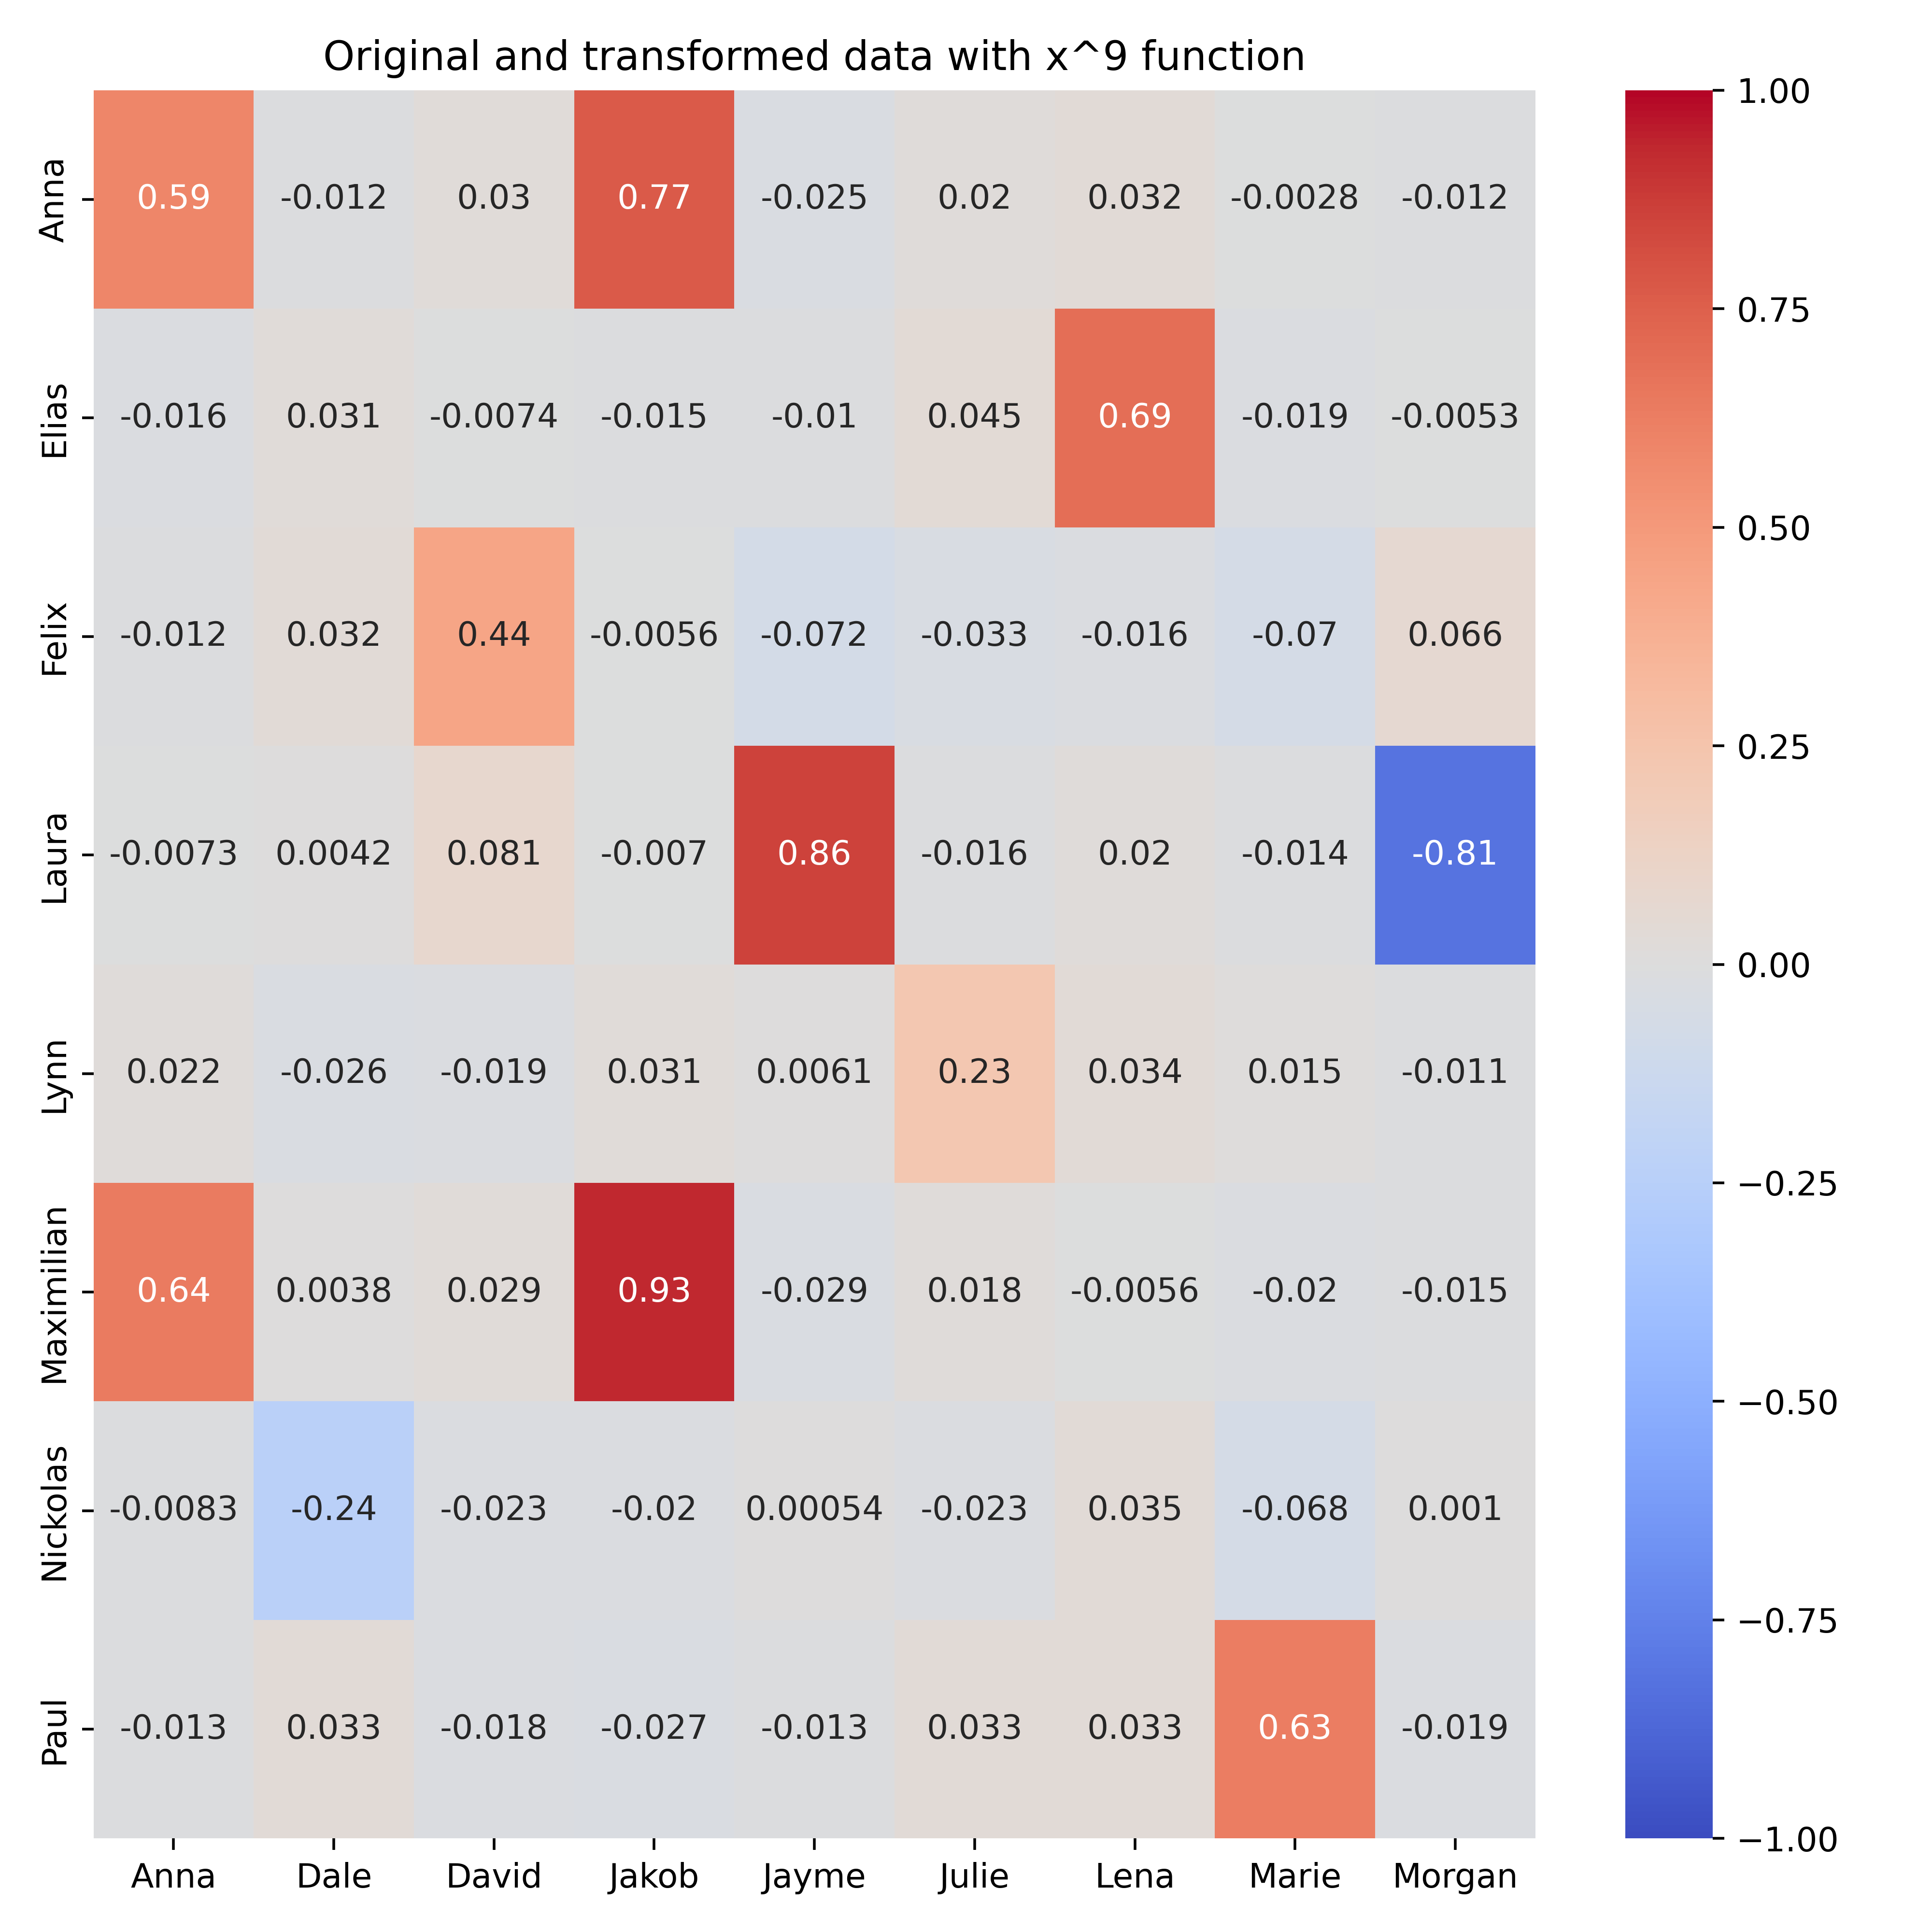 Original and transformed data with x^9 function
Anna 0.59 -0.012 0.03 0.77 -0.025 0.02 0.032 -0.0028 -0.012
Elias -0.016 0.031 -0.0074 -0.015 -0.01 0.045 0.69 -0.019 -0.0053
Felix -0.012 0.032 0.44 -0.0056 -0.072 -0.033 -0.016 -0.07 0.066
Laura -0.0073 0.0042 0.081 -0.007 0.86 -0.016 0.02 -0.014 -0.81
Lynn 0.022 -0.026 -0.019 0.031 0.0061 0.23 0.034 0.015 -0.011
Maximilian 0.64 0.0038 0.029 0.93 -0.029 0.018 -0.0056 -0.02 -0.015
Nickolas -0.0083 -0.24 -0.023 -0.02 0.00054 -0.023 0.035 -0.068 0.001
Paul -0.013 0.033 -0.018 -0.027 -0.013 0.033 0.033 0.63 -0.019
Anna Dale David Jakob Jayme Julie Lena Marie Morgan
1.00
0.75
0.50
0.25
0.00
−0.25
−0.50
−0.75
−1.00